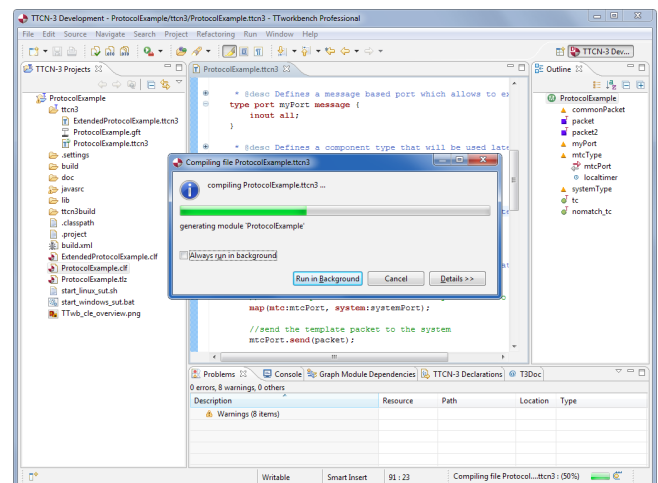 TTCN-3 Development - ProtocolExample/ttcn3/ProtocolExample.ttcn3 - TTworkbench Professional
File Edit Source Navigate Search Project Refactoring Run Window Help
TTCN-3 Dev...
TTCN-3 Projects
ProtocolExample
ttcn3
ExtendedProtocolExample.ttcn3
ProtocolExample.gft
ProtocolExample.ttcn3
.settings
build
doc
javasrc
lib
ttcn3build
.classpath
.project
build.xml
ExtendedProtocolExample.clf
ProtocolExample.clf
ProtocolExample.tlz
start_linux_sut.sh
start_windows_sut.bat
TTwb_cle_overview.png
ProtocolExample.ttcn3
* @desc Defines a message based port which allows to ex
type port myPort message {
inout all;
}
* @desc Defines a component type that will be used late
Compiling file ProtocolExample.ttcn3
compiling ProtocolExample.ttcn3 ...
generating module 'ProtocolExample'
Always run in background
Run in Background Cancel Details >>
map(mtc:mtcPort, system:systemPort);
//send the template packet to the system
mtcPort.send(packet);
Outline
ProtocolExample
commonPacket
packet
packet2
myPort
mtcType
mtcPort
localtimer
systemType
tc
nomatch_tc
Problems Console Graph Module Dependencies TTCN-3 Declarations T3Doc
0 errors, 8 warnings, 0 others
Description Resource Path Location Type
Warnings (8 items)
Writable Smart Insert 91 : 23 Compiling file Protocol....ttcn3 : (50%)